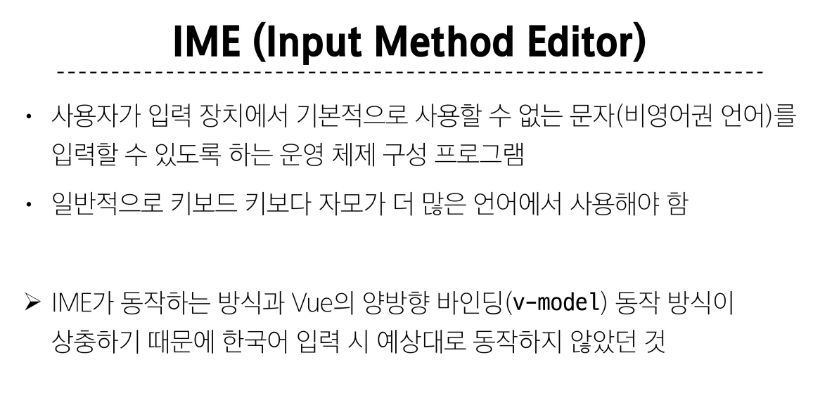 IME (Input Method Editor)
• 사용자가 입력 장치에서 기본적으로 사용할 수 없는 문자(비영어권 언어)를
입력할 수 있도록 하는 운영 체제 구성 프로그램
• 일반적으로 키보드 키보다 자모가 더 많은 언어에서 사용해야 함
➢ IME가 동작하는 방식과 Vue의 양방향 바인딩(v-model) 동작 방식이
상충하기 때문에 한국어 입력 시 예상대로 동작하지 않았던 것